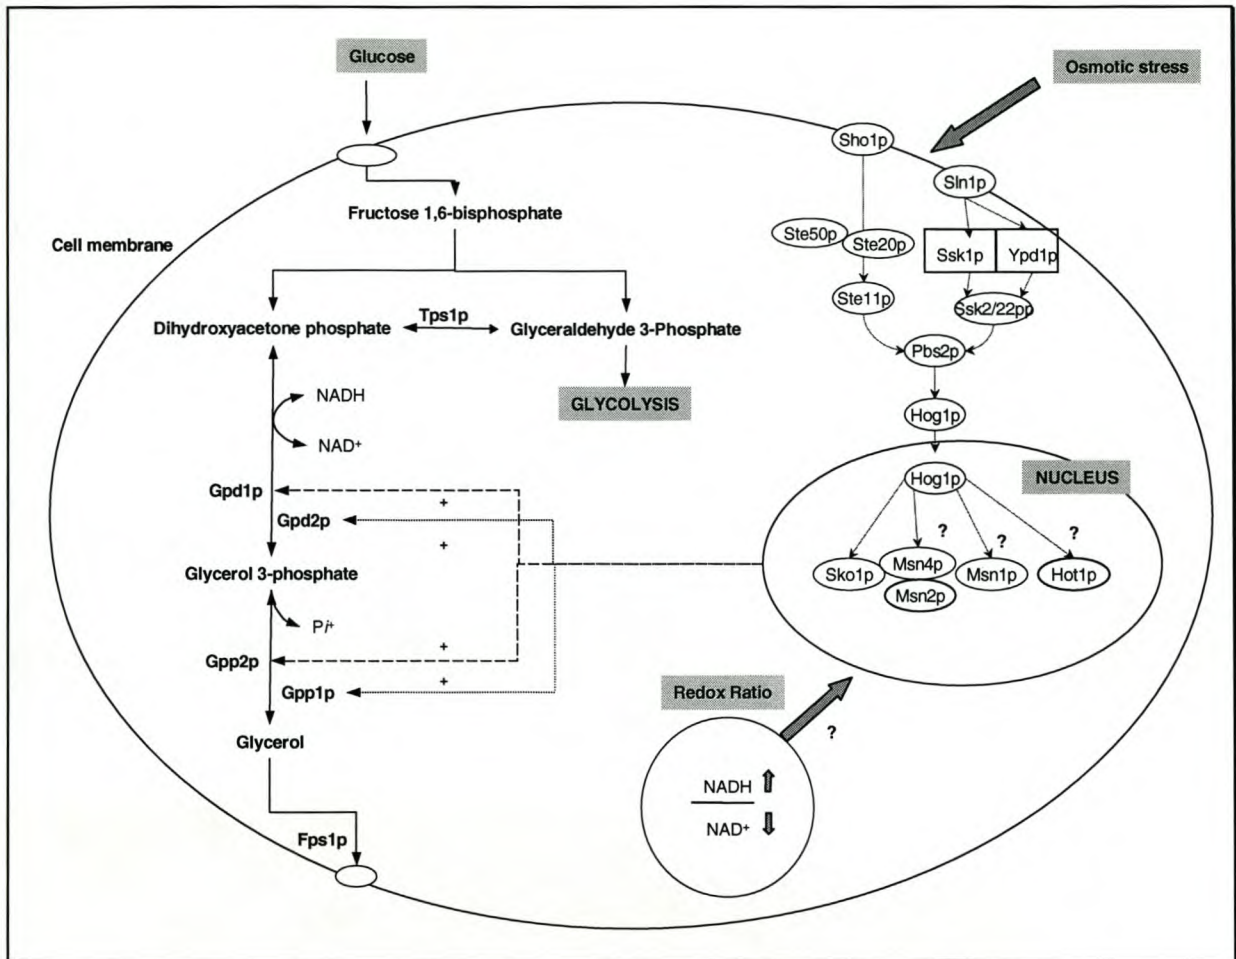 Glucose
Osmotic stress
Sho1p
Sln1p
Fructose 1,6-bisphosphate
Cell membrane
Ste50p
Ste20p
Ssk1p
Ypd1p
Ste11p
Ssk2/22pp
Tps1p
Dihydroxyacetone phosphate
Glyceraldehyde 3-Phosphate
Pbs2p
NADH
GLYCOLYSIS
Hog1p
NAD+
Hog1p
NUCLEUS
Gpd1p
+
Gpd2p
+
?
?
?
Glycerol 3-phosphate
Sko1p
Msn4p
Msn1p
Hot1p
Msn2p
Pi+
+
Gpp2p
+
Gpp1p
Redox Ratio
?
Glycerol
NADH
NAD+
Fps1p